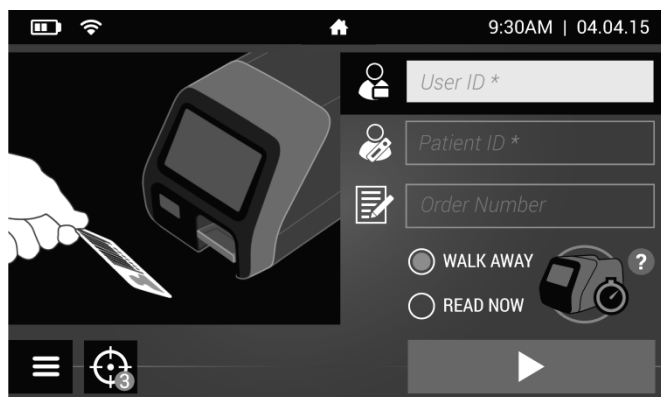 9:30AM | 04.04.15
User ID *
Patient ID *
Order Number
WALK AWAY
?
READ NOW
3